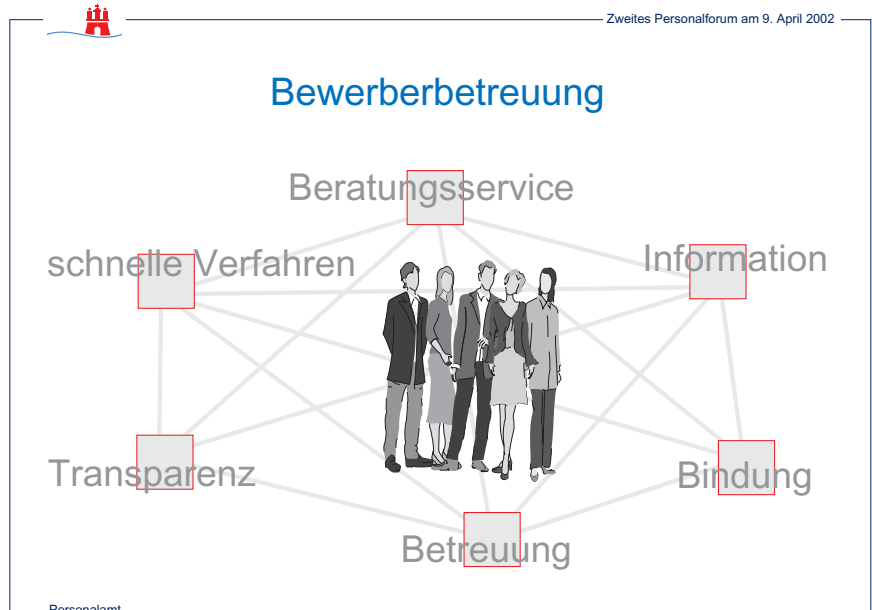 Zweites Personalforum am 9. April 2002
Bewerberbetreuung
Beratungsservice
schnelle Verfahren
Information
Transparenz
Bindung
Betreuung
Personalamt